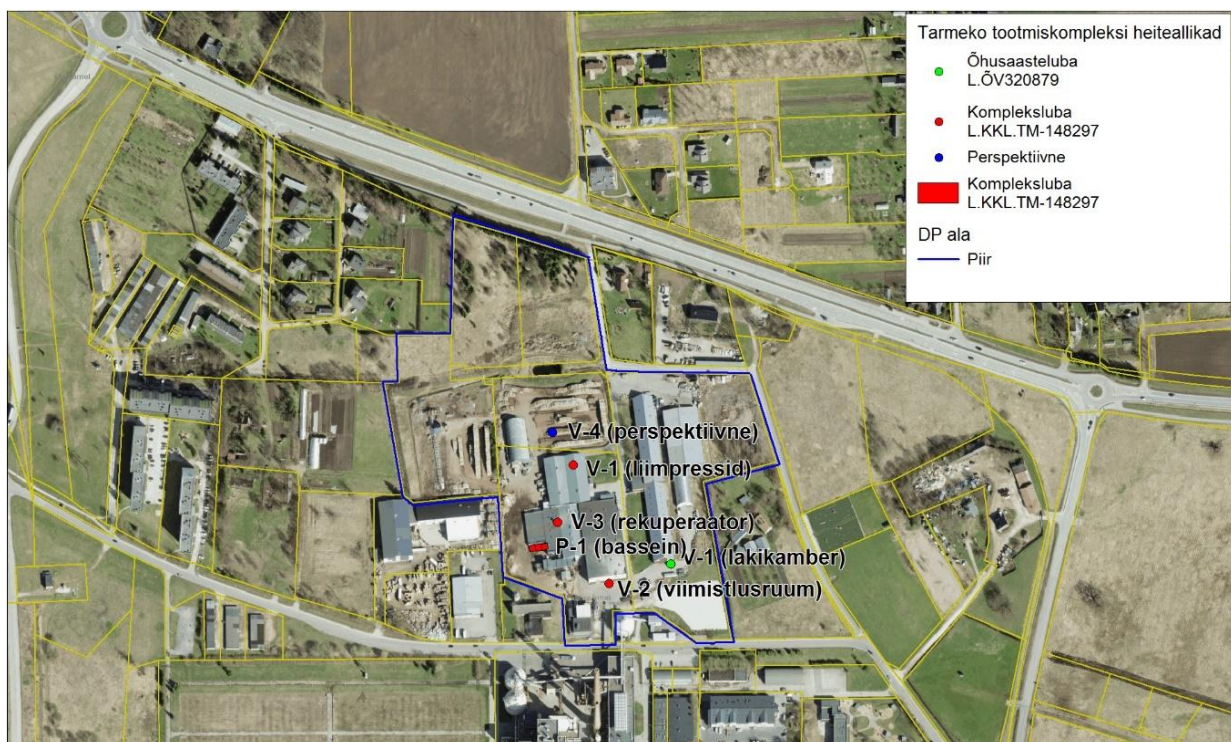 Tarmeko tootmiskompleksi heiteallikad
Õhusaasteluba
L.ÕV320879
Kompleksluba
L.KKL.TM-148297
Perspektiivne
Kompleksluba
L.KKL.TM-148297
DP ala
Piir
V-4 (perspektiivne)
V-1 (liimpressid)
V-3 (rekuperaator)
P-1 (bassein)
V-1 (lakikamber)
V-2 (viimistlusruum)